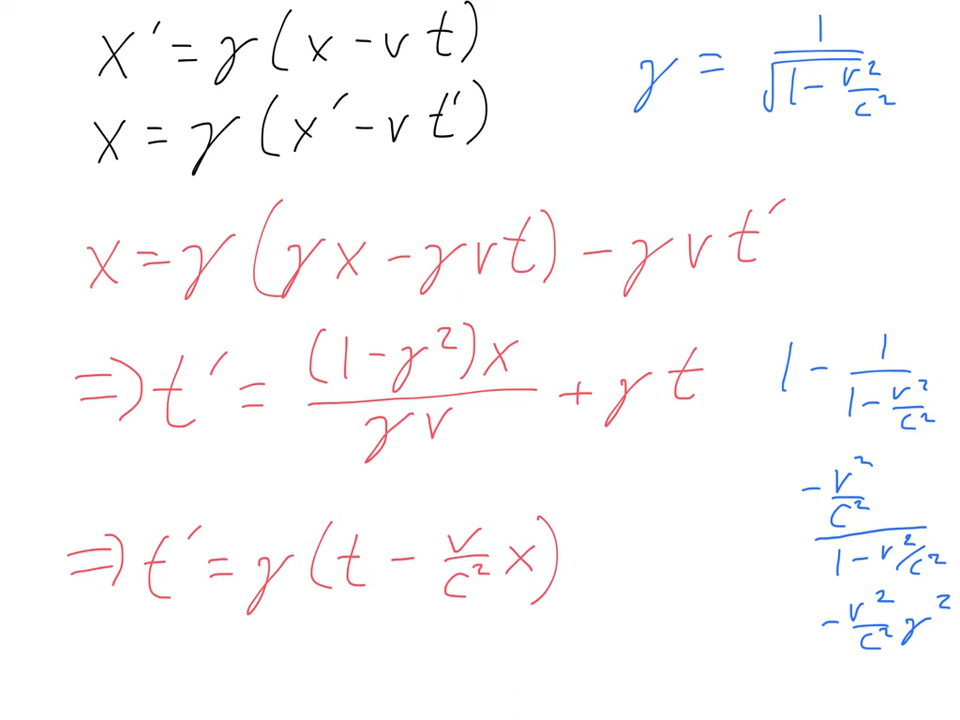 x′ = γ(x − vt)
γ = 1/√(1 − v²/c²)
x = γ(x′ − vt′)
x = γ(γx − γvt) − γvt′
⇒ t′ = (1 − γ²)x/γv + γt
1 − 1/(1 − v²/c²)
(−v²/c²)/(1 − v²/c²)
⇒ t′ = γ(t − v/c² x)
−v²/c² γ²